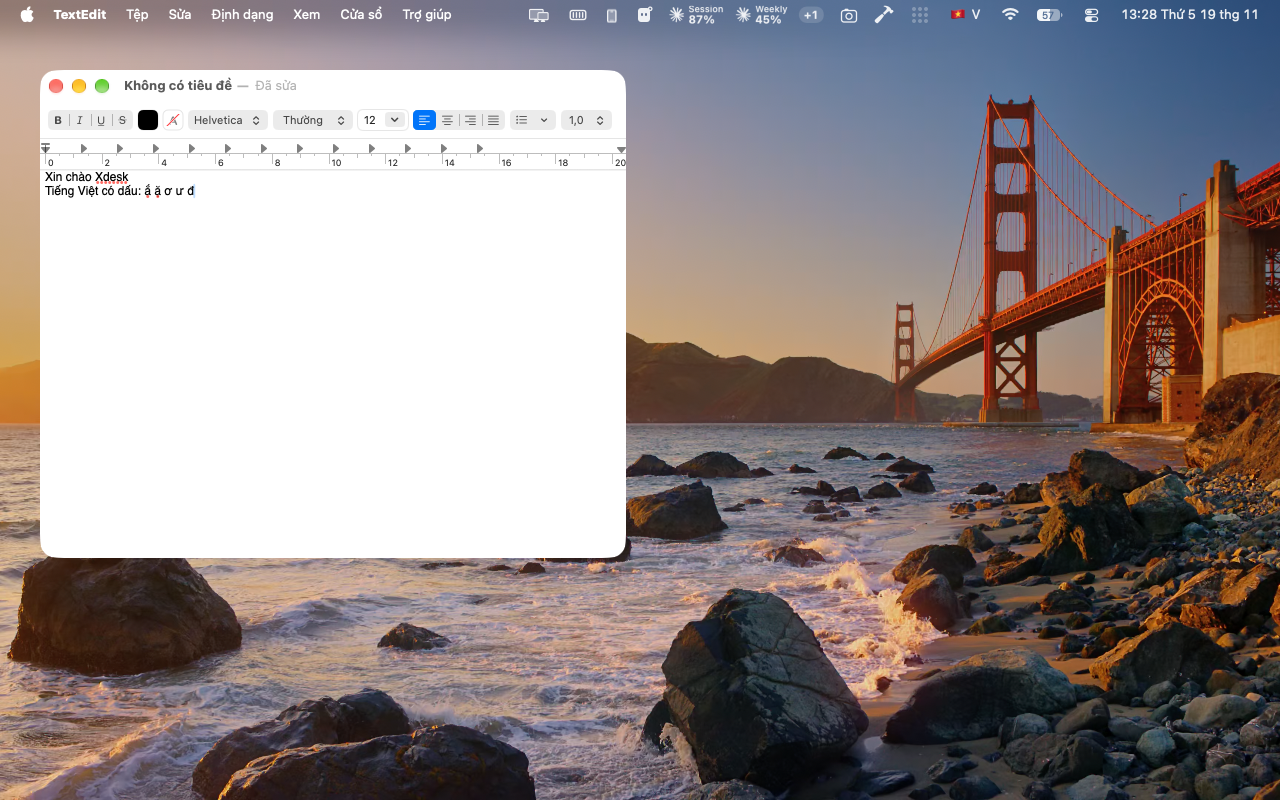 TextEdit Tệp Sửa Định dạng Xem Cửa sổ Trợ giúp
Session 87% Weekly 45% +1 V 57 13:28 Thứ 5 19 thg 11
Không có tiêu đề — Đã sửa
B I U S A Helvetica Thường 12 1,0
0 2 4 6 8 10 12 14 16 18 20
Xin chào Xdesk
Tiếng Việt có dấu: ơ ư đ